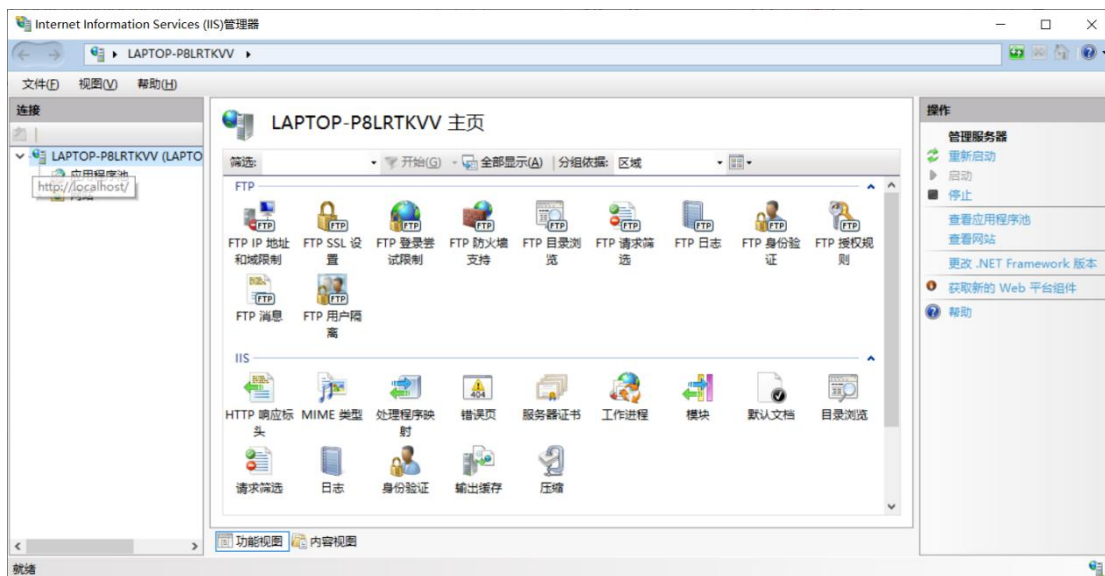 Internet Information Services (IIS)管理器
LAPTOP-P8LRTKVV
文件(F) 视图(V) 帮助(H)
连接
LAPTOP-P8LRTKVV (LAPTO
应用程序池
http://localhost/
网站
LAPTOP-P8LRTKVV 主页
筛选: 开始(G) 全部显示(A) 分组依据: 区域
FTP
FTP IP 地址和域限制
FTP SSL 设置
FTP 登录尝试限制
FTP 防火墙支持
FTP 目录浏览
FTP 请求筛选
FTP 日志
FTP 身份验证
FTP 授权规则
FTP 消息
FTP 用户隔离
IIS
HTTP 响应标头
MIME 类型
处理程序映射
错误页
服务器证书
工作进程
模块
默认文档
目录浏览
请求筛选
日志
身份验证
输出缓存
压缩
功能视图 内容视图
操作
管理服务器
重新启动
启动
停止
查看应用程序池
查看网站
更改 .NET Framework 版本
获取新的 Web 平台组件
帮助
就绪